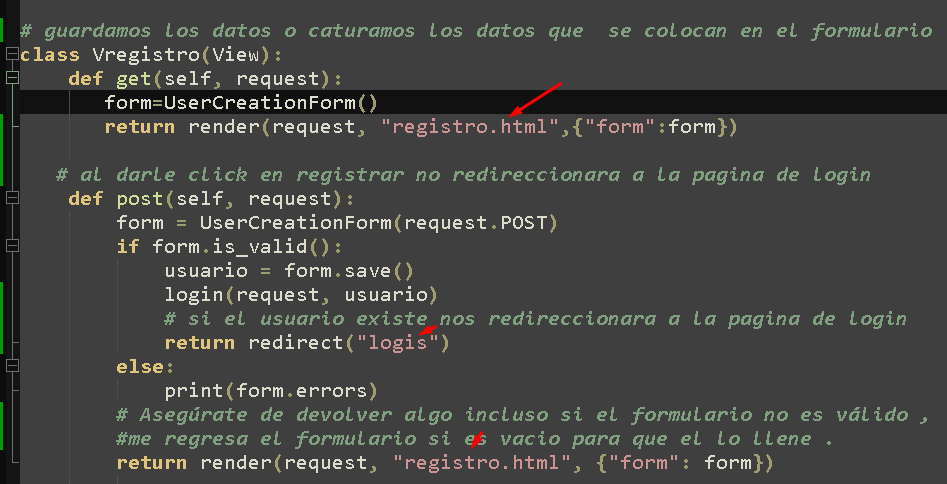 # guardamos los datos o caturamos los datos que  se colocan en el formulario
class Vregistro(View):
    def get(self, request):
       form=UserCreationForm()
       return render(request, "registro.html",{"form":form})
   # al darle click en registrar no redireccionara a la pagina de login
    def post(self, request):
        form = UserCreationForm(request.POST)
        if form.is_valid():
            usuario = form.save()
            login(request, usuario)
            # si el usuario existe nos redireccionara a la pagina de login
            return redirect("logis")
        else:
            print(form.errors)
        # Asegúrate de devolver algo incluso si el formulario no es válido ,
        #me regresa el formulario si es vacio para que el lo llene .
        return render(request, "registro.html", {"form": form})